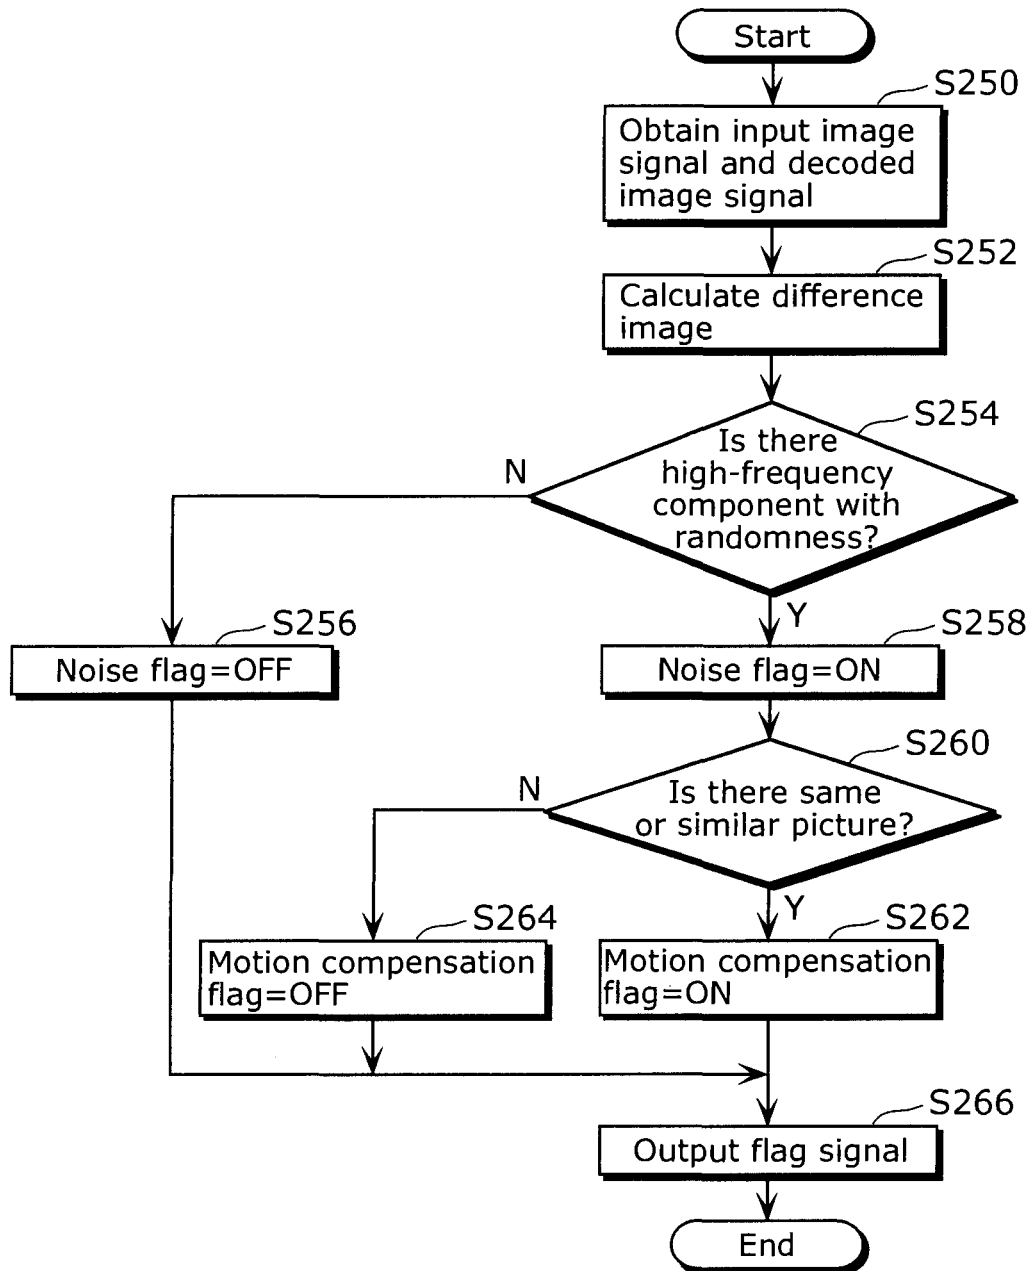 Start
S250
Obtain input image
signal and decoded
image signal
S252
Calculate difference
image
S254
Is there
high-frequency
component with
randomness?
N
Y
S256
Noise flag=OFF
S258
Noise flag=ON
S260
Is there same
or similar picture?
N
Y
S264
Motion compensation
flag=OFF
S262
Motion compensation
flag=ON
S266
Output flag signal
End